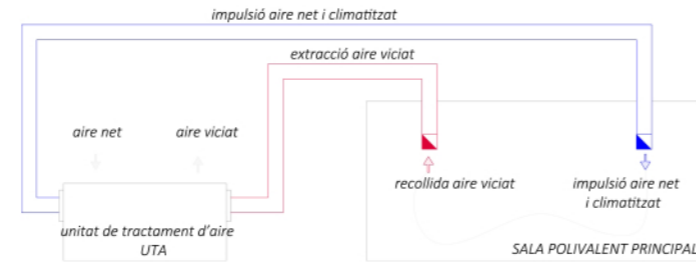 impulsió aire net i climatitzat
extracció aire viciat
aire net
aire viciat
recollida aire viciat
impulsió aire net
i climatitzat
unitat de tractament d'aire
UTA
SALA POLIVALENT PRINCIPAL